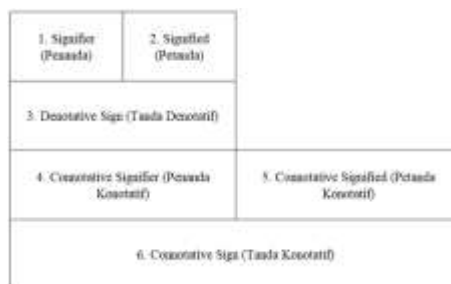 1. Signifier
(Penanda)
2. Signified
(Petanda)
3. Denotative Sign (Tanda Denotatif)
4. Connotative Signifier (Penanda
Konotatif)
5. Connotative Signified (Petanda
Konotatif)
6. Connotative Sign (Tanda Konotatif)